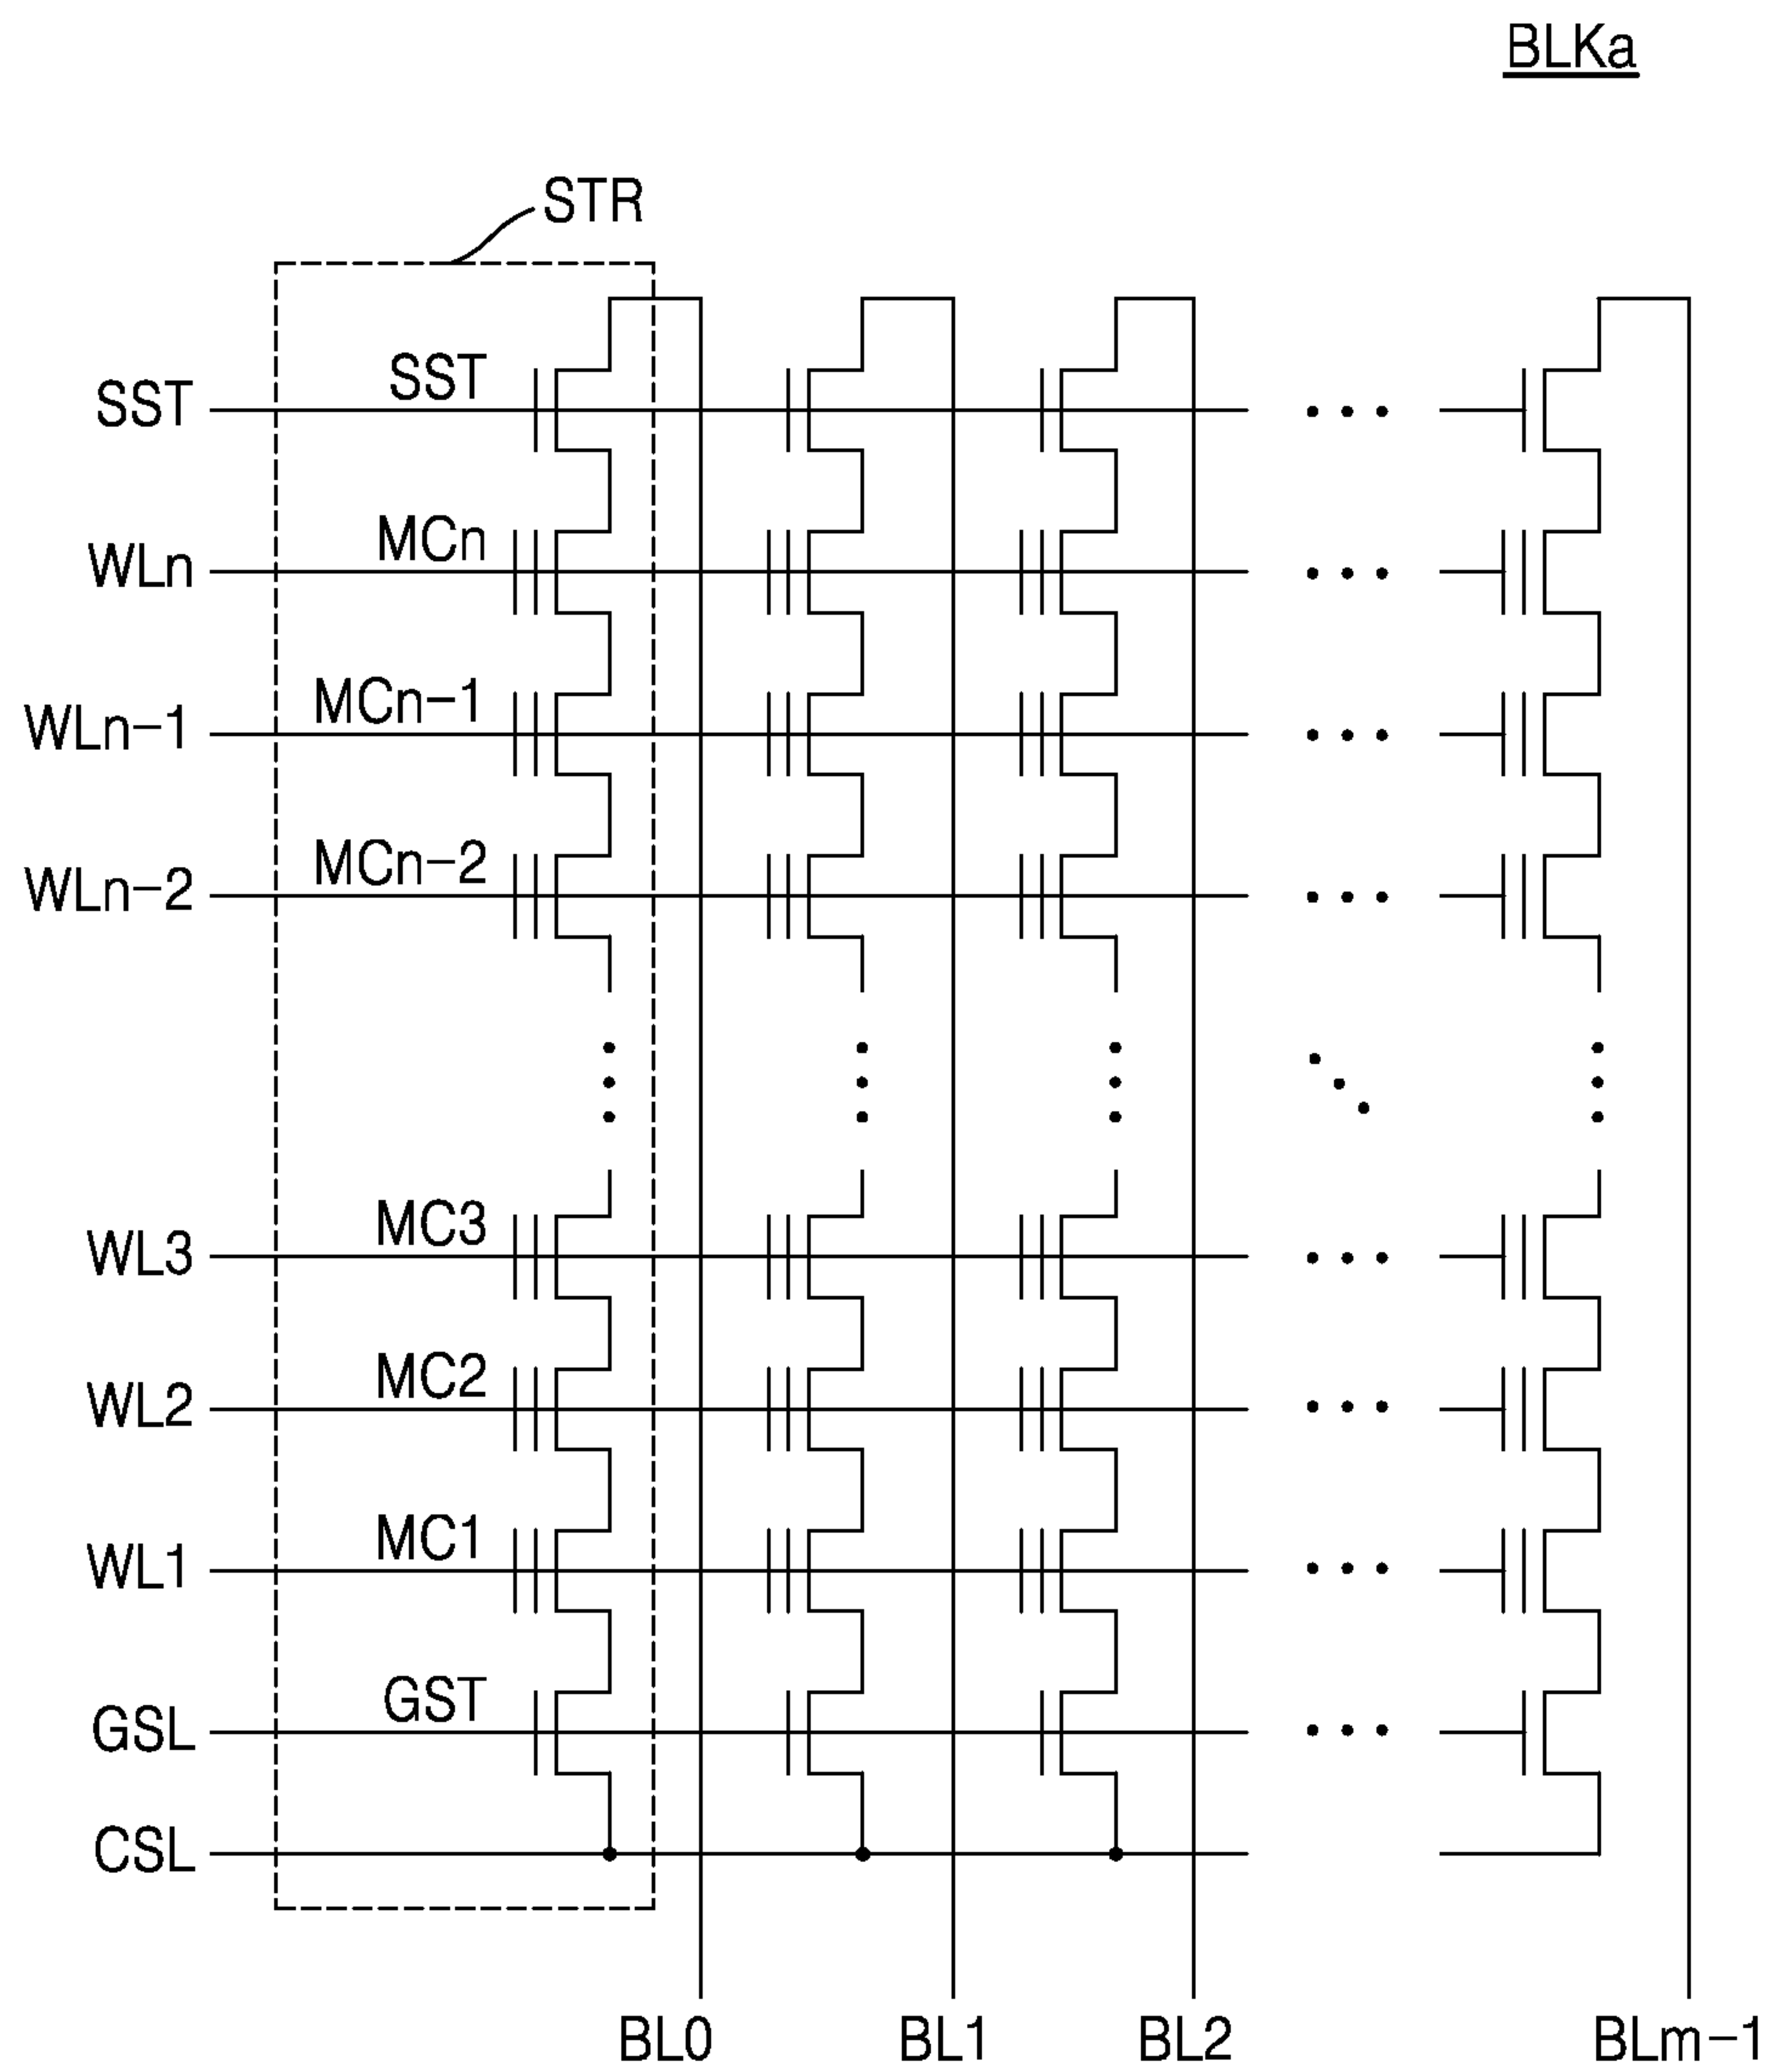 BLKa
STR
SST
SST
MCn
WLn
MCn-1
WLn-1
MCn-2
WLn-2
MC3
WL3
MC2
WL2
MC1
WL1
GST
GSL
CSL
BL0
BL1
BL2
BLm-1